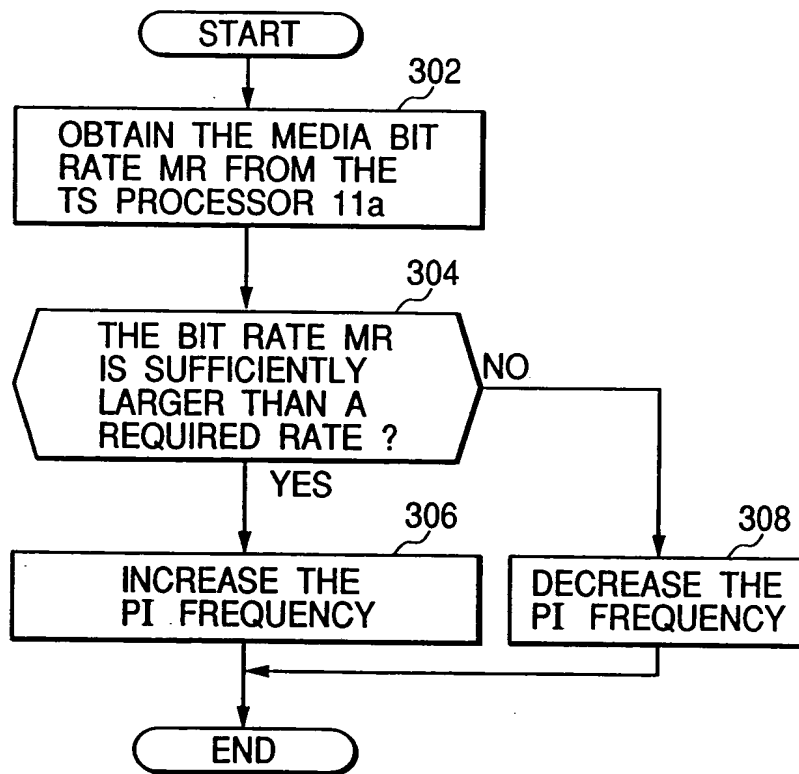 START
302
OBTAIN THE MEDIA BIT
RATE MR FROM THE
TS PROCESSOR 11a
304
THE BIT RATE MR
IS SUFFICIENTLY
LARGER THAN A
REQUIRED RATE ?
NO
YES
306
INCREASE THE
PI FREQUENCY
308
DECREASE THE
PI FREQUENCY
END